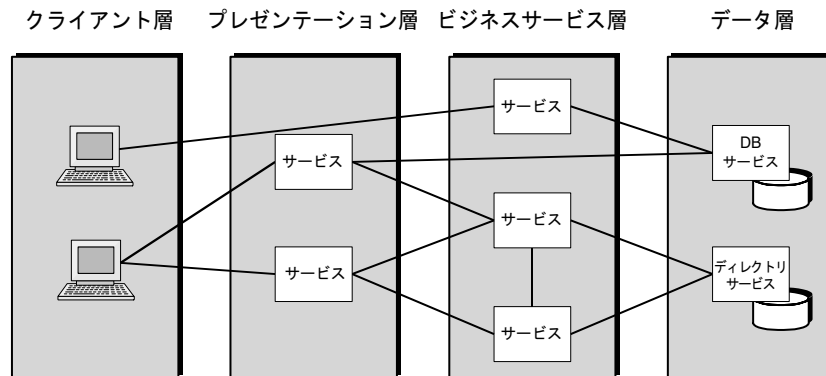 クライアント層
プレゼンテーション層
ビジネスサービス層
データ層
サービス
サービス
DB
サービス
サービス
サービス
ディレクトリ
サービス
サービス